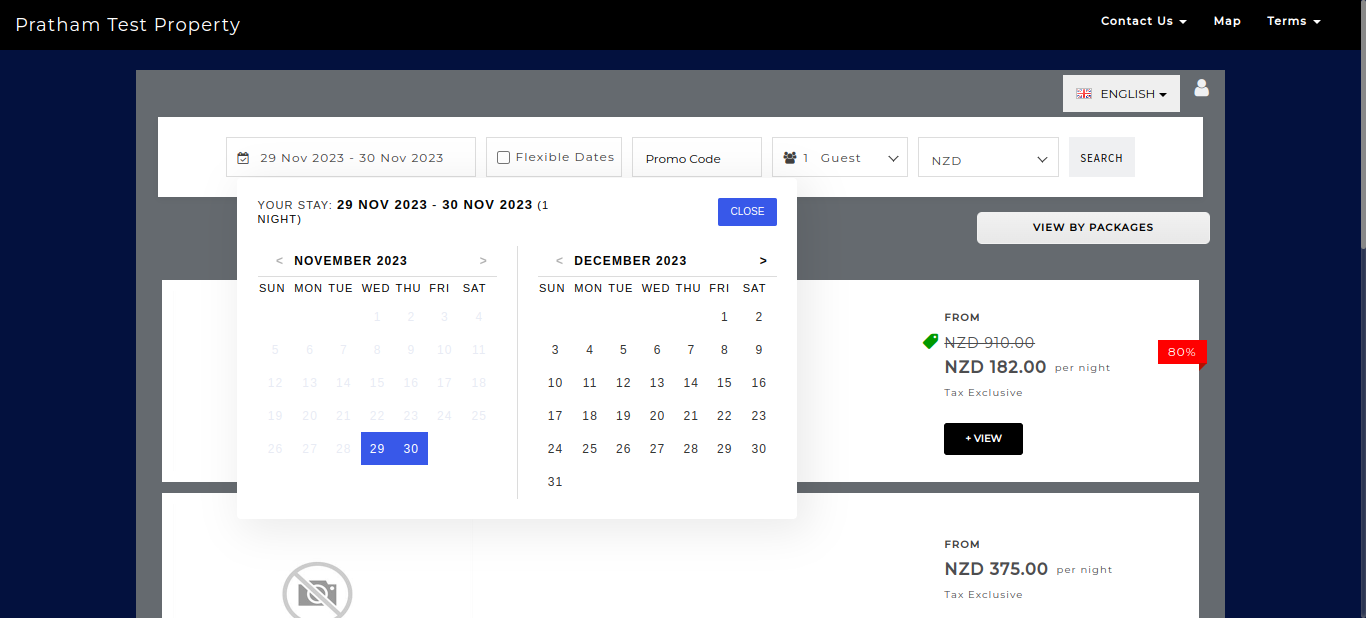 Pratham Test Property
Contact Us Map Terms
ENGLISH
29 Nov 2023 - 30 Nov 2023 Flexible Dates Promo Code 1 Guest NZD SEARCH
YOUR STAY: 29 NOV 2023 - 30 NOV 2023 (1
NIGHT)
CLOSE
VIEW BY PACKAGES
< NOVEMBER 2023 >
SUN MON TUE WED THU FRI SAT
1 2 3 4
5 6 7 8 9 10 11
12 13 14 15 16 17 18
19 20 21 22 23 24 25
26 27 28 29 30
< DECEMBER 2023 >
SUN MON TUE WED THU FRI SAT
1 2
3 4 5 6 7 8 9
10 11 12 13 14 15 16
17 18 19 20 21 22 23
24 25 26 27 28 29 30
31
FROM
NZD 910.00
NZD 182.00 per night
80%
Tax Exclusive
+ VIEW
FROM
NZD 375.00 per night
Tax Exclusive